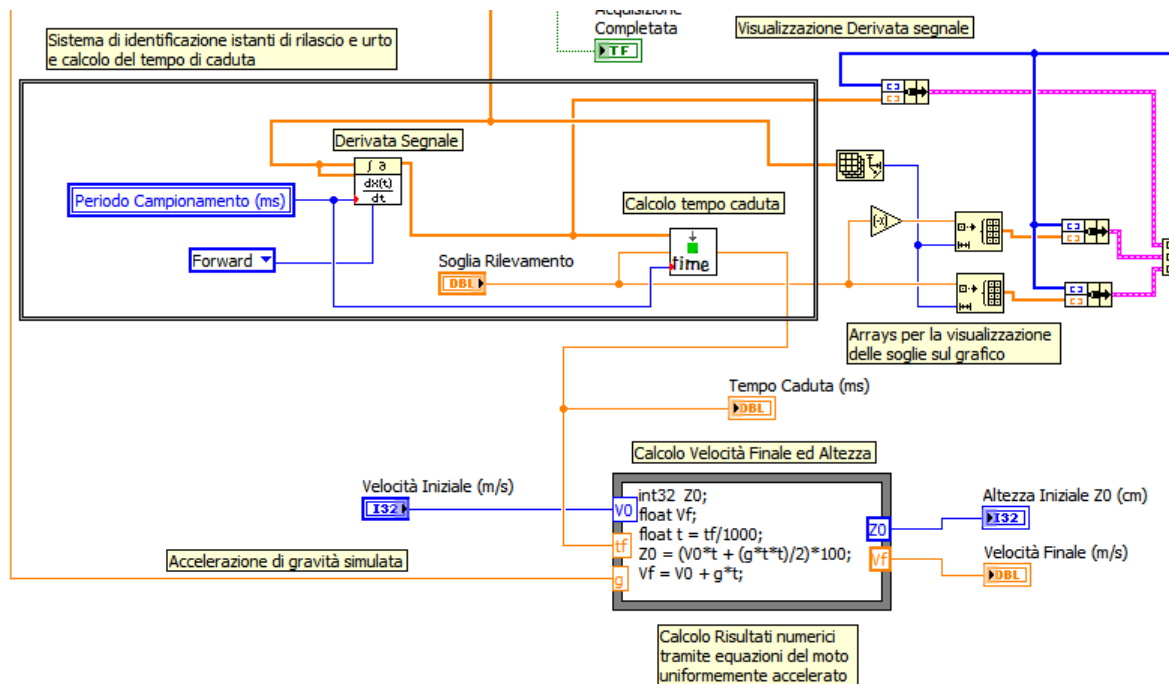 Acquisizione
Completata
TF
Visualizzazione Derivata segnale
Sistema di identificazione istanti di rilascio e urto
e calcolo del tempo di caduta
Derivata Segnale
∫ ∂
dx(t)
dt
Periodo Campionamento (ms)
Forward
Calcolo tempo caduta
time
Soglia Rilevamento
DBL
-x
Arrays per la visualizzazione
delle soglie sul grafico
Tempo Caduta (ms)
DBL
Calcolo Velocità Finale ed Altezza
Velocità Iniziale (m/s)
I32
Accelerazione di gravità simulata
V0
tf
g
int32 Z0;
float Vf;
float t = tf/1000;
Z0 = (V0*t + (g*t*t)/2)*100;
Vf = V0 + g*t;
Z0
Vf
Altezza Iniziale Z0 (cm)
I32
Velocità Finale (m/s)
DBL
Calcolo Risultati numerici
tramite equazioni del moto
uniformemente accelerato